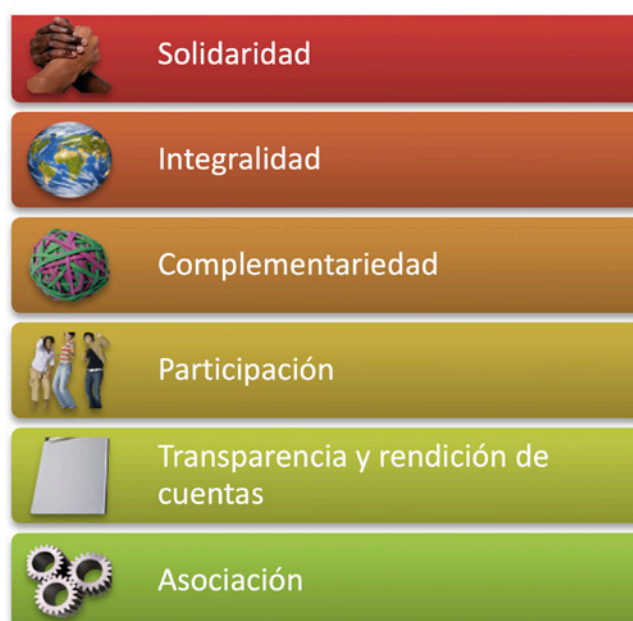 Solidaridad
Integralidad
Complementariedad
Participación
Transparencia y rendición de
cuentas
Asociación